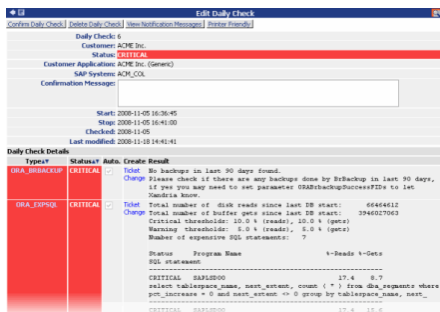 Edit Daily Check
Confirm Daily Check Delete Daily Check View Notification Messages Printer Friendly
Daily Check: 6
Customer: ACME Inc.
Status: CRITICAL
Customer Application: ACME Inc. (Generic)
SAP System: ACM_COL
Confirmation Message:
Start: 2008-11-05 16:36:45
Stop: 2008-11-05 16:41:00
Checked: 2008-11-05
Last modified: 2008-11-18 14:41:41
Daily Check Details
Type Status Auto. Create Result
ORA_BRBACKUP CRITICAL Ticket No backups in last 90 days found.
Change Please check if there are any backups done by BrBackup in last 90 days,
if yes you may need to set parameter ORABrbackupSuccessFIDs to let
Xandria know.
ORA_EXPSQL CRITICAL Ticket Total number of disk reads since last DB start: 66464612
Change Total number of buffer gets since last DB start: 3946027063
Critical thresholds: 10.0 % (reads), 10.0 % (gets)
Warning thresholds: 5.0 % (reads), 5.0 % (gets)
Number of expensive SQL statements: 7
Status Program Name %-Reads %-Gets
SQL statement
CRITICAL SAPLSDOO 17.4 8.7
select tablespace_name, next_extent, count ( * ) from dba_segments where
pct_increase = 0 and next_extent <> 0 group by tablespace_name, next_
CRITICAL SAPLSDOO 17.4